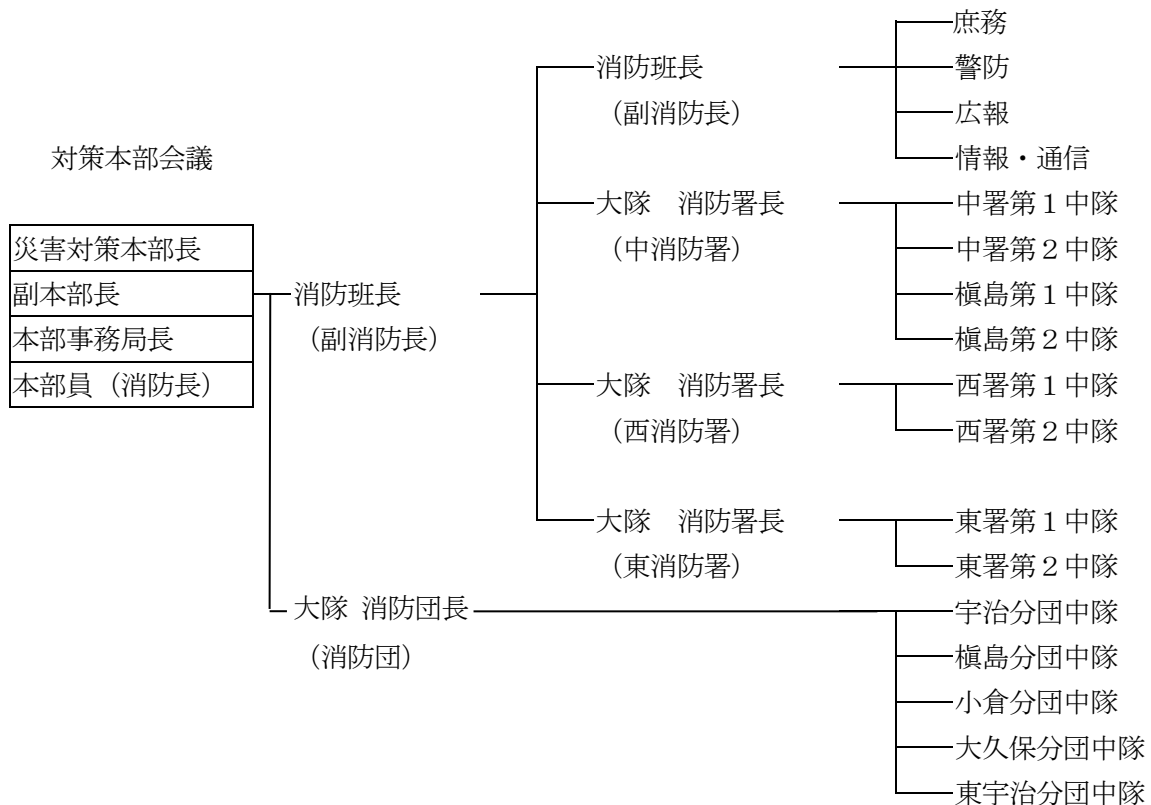 対策本部会議
災害対策本部長
副本部長
本部事務局長
本部員（消防長）
消防班長
（副消防長）
消防班長
（副消防長）
庶務
警防
広報
情報・通信
大隊　消防署長
（中消防署）
中署第１中隊
中署第２中隊
槇島第１中隊
槇島第２中隊
大隊　消防署長
（西消防署）
西署第１中隊
西署第２中隊
大隊　消防署長
（東消防署）
東署第１中隊
東署第２中隊
大隊 消防団長
（消防団）
宇治分団中隊
槇島分団中隊
小倉分団中隊
大久保分団中隊
東宇治分団中隊